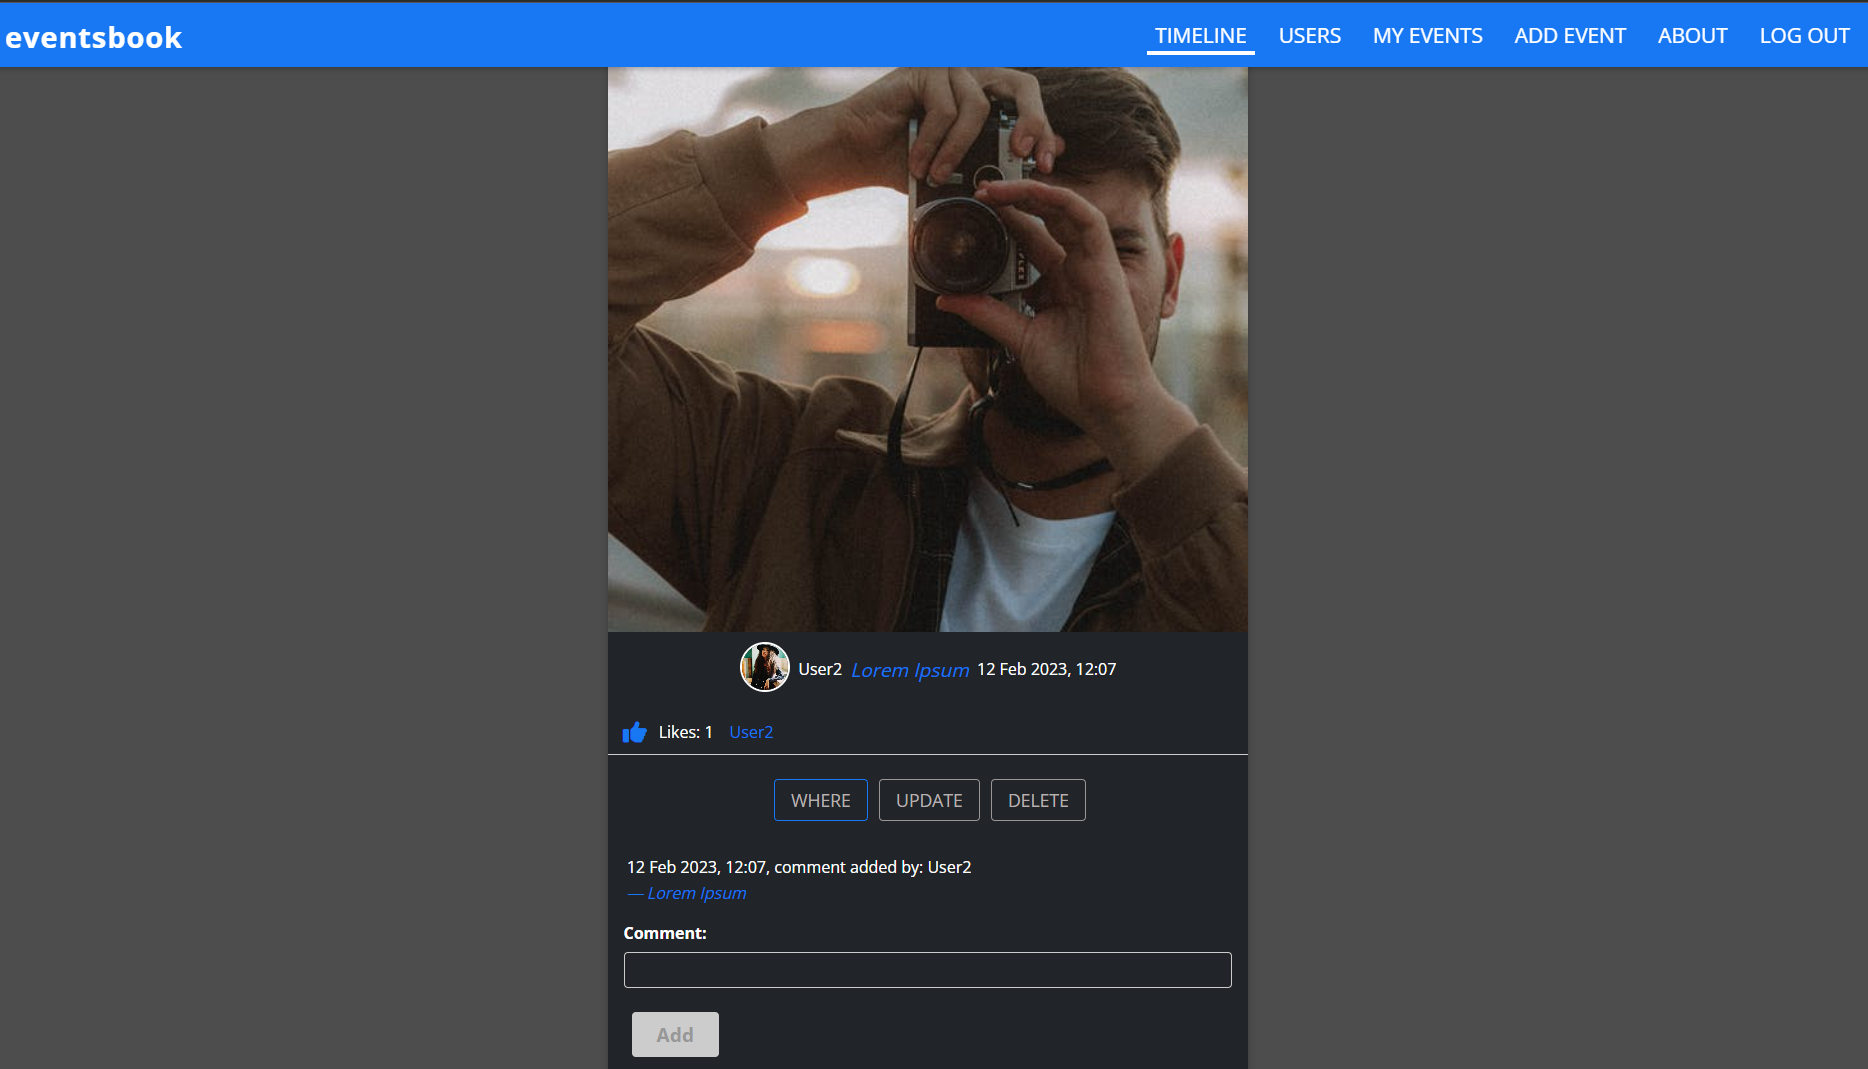 eventsbook
TIMELINE USERS MY EVENTS ADD EVENT ABOUT LOG OUT
User2 Lorem Ipsum 12 Feb 2023, 12:07
Likes: 1 User2
WHERE UPDATE DELETE
12 Feb 2023, 12:07, comment added by: User2
— Lorem Ipsum
Comment:
Add